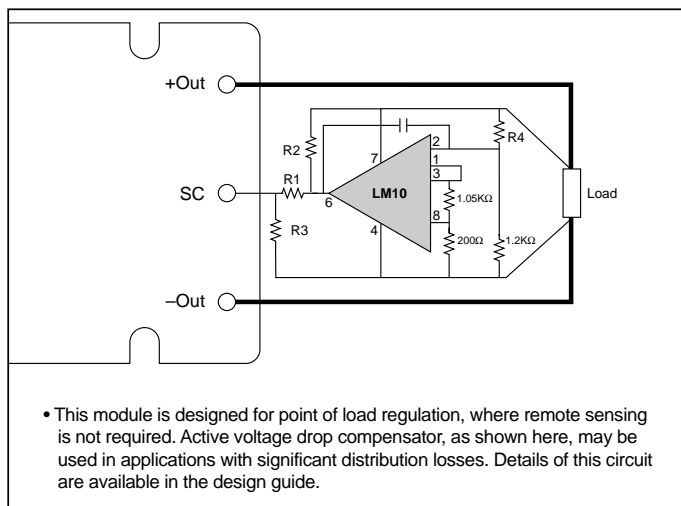 +Out
R2
R4
7
2
1
3
R1
SC
6
LM10
Load
1.05KΩ
8
R3
4
200Ω
1.2KΩ
–Out
• This module is designed for point of load regulation, where remote sensing
is not required. Active voltage drop compensator, as shown here, may be
used in applications with significant distribution losses. Details of this circuit
are available in the design guide.